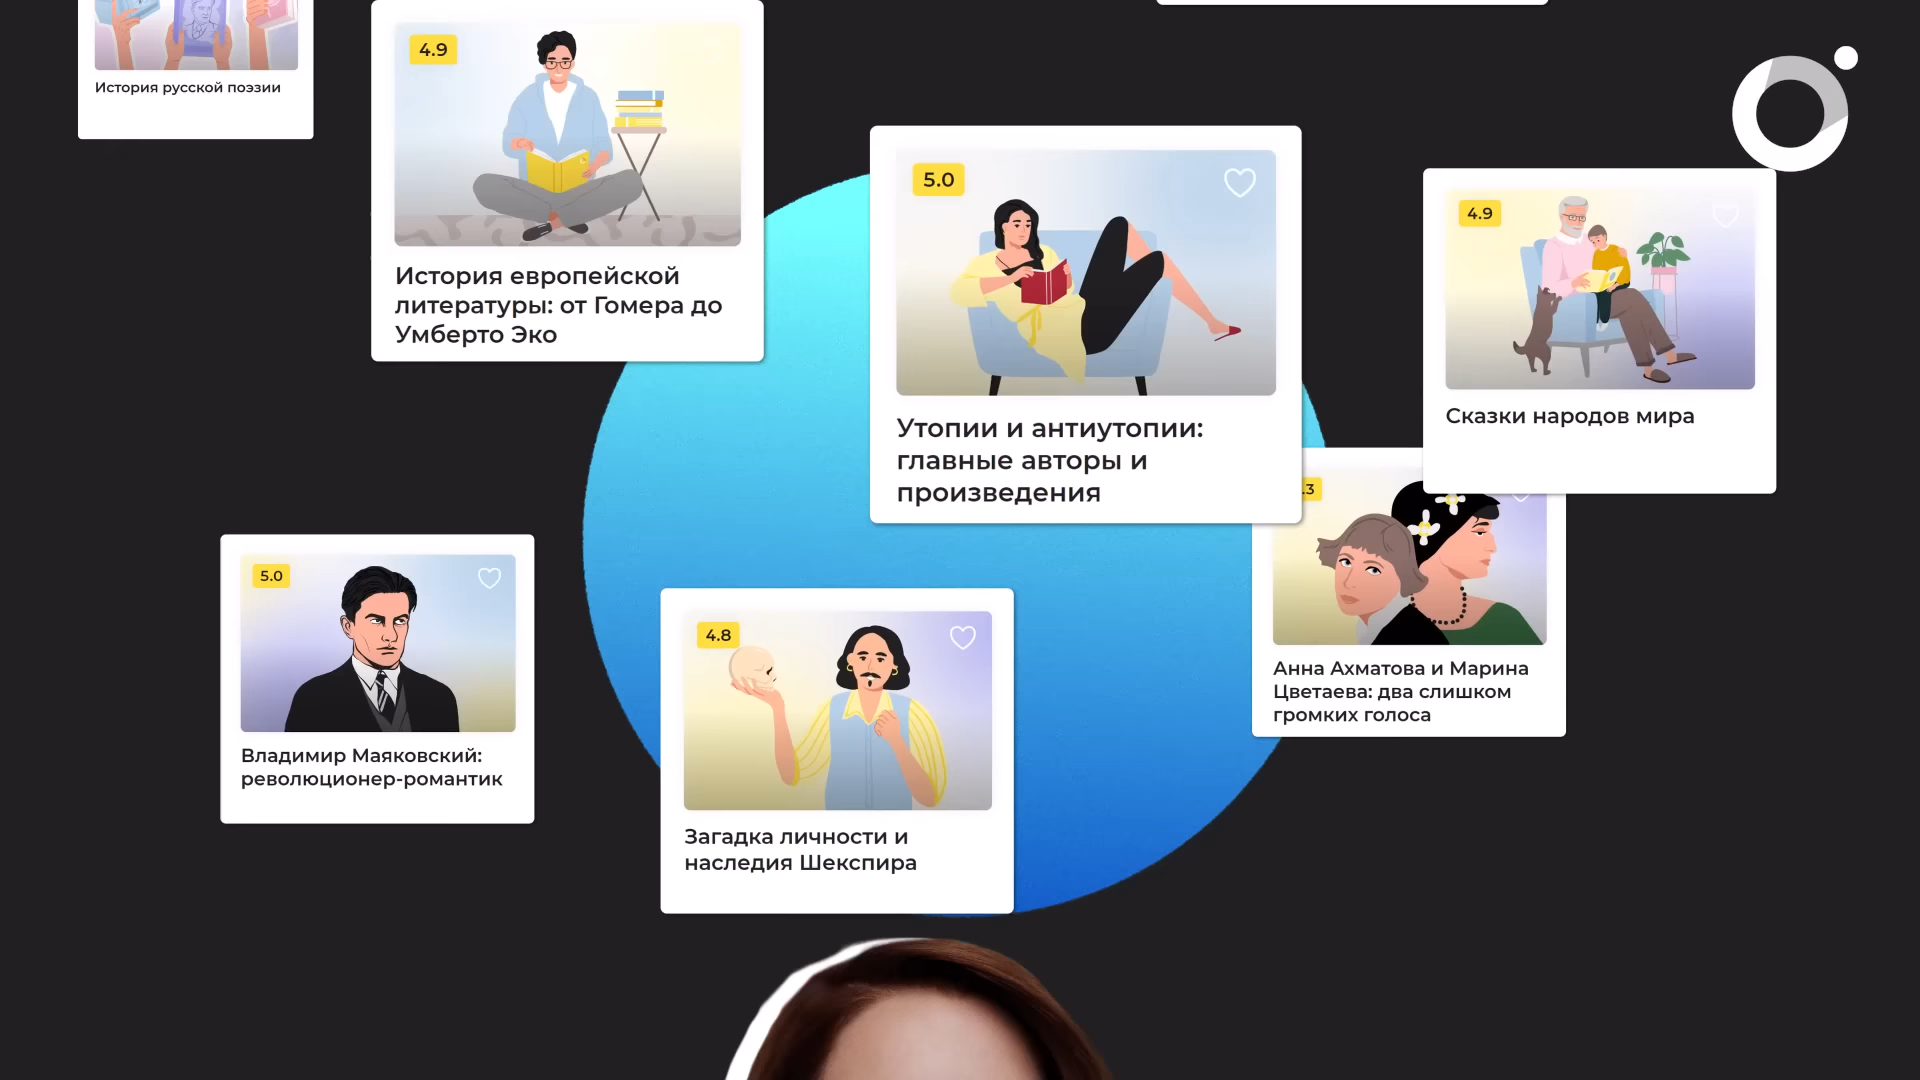 История русской поэзии
4.9
История европейской
литературы: от Гомера до
Умберто Эко
5.0
Утопии и антиутопии:
главные авторы и
произведения
4.9
Сказки народов мира
.3
Анна Ахматова и Марина
Цветаева: два слишком
громких голоса
5.0
Владимир Маяковский:
революционер-романтик
4.8
Загадка личности и
наследия Шекспира